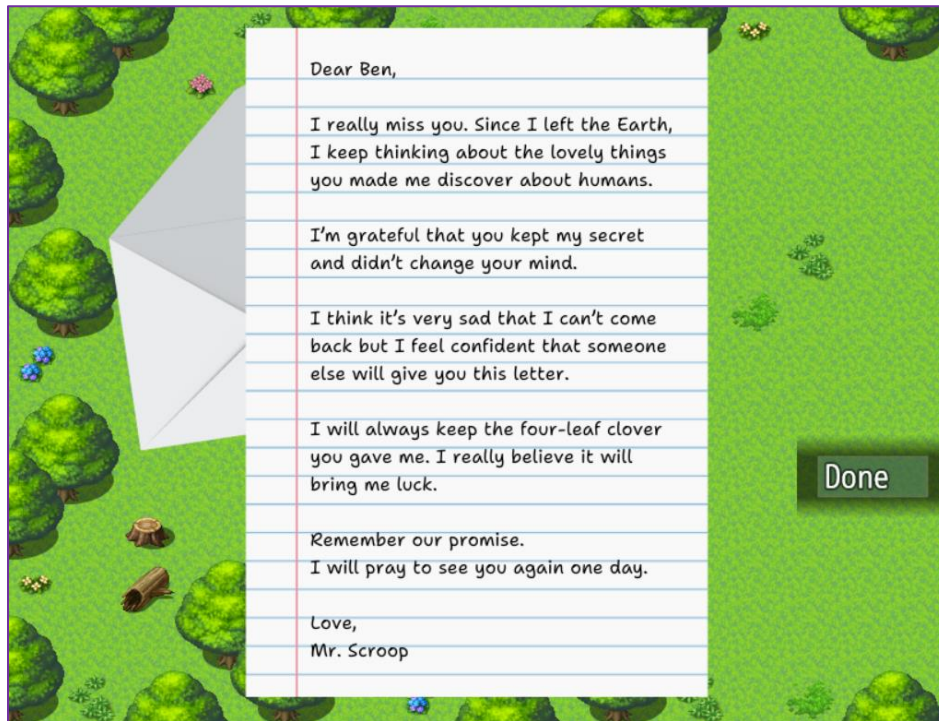 Dear Ben,
I really miss you. Since I left the Earth,
I keep thinking about the lovely things
you made me discover about humans.
I'm grateful that you kept my secret
and didn't change your mind.
I think it's very sad that I can't come
back but I feel confident that someone
else will give you this letter.
I will always keep the four-leaf clover
you gave me. I really believe it will
bring me luck.
Remember our promise.
I will pray to see you again one day.
Love,
Mr. Scroop
Done